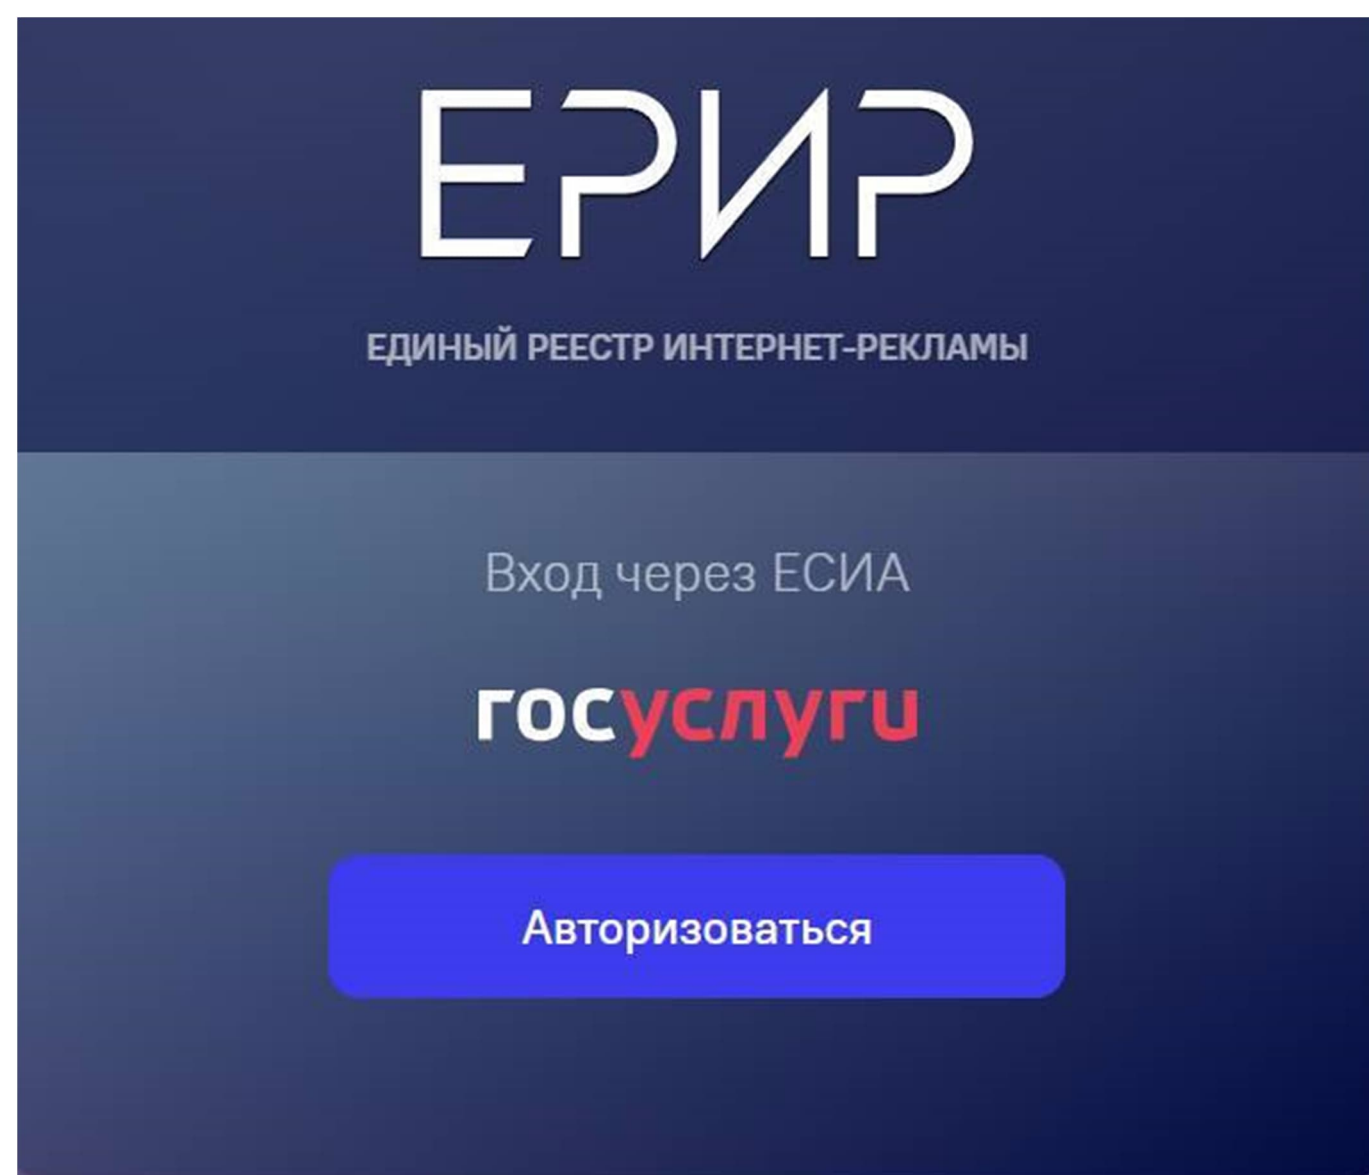 ЕРИР
ЕДИНЫЙ РЕЕСТР ИНТЕРНЕТ-РЕКЛАМЫ
Вход через ЕСИА
госуслуги
Авторизоваться